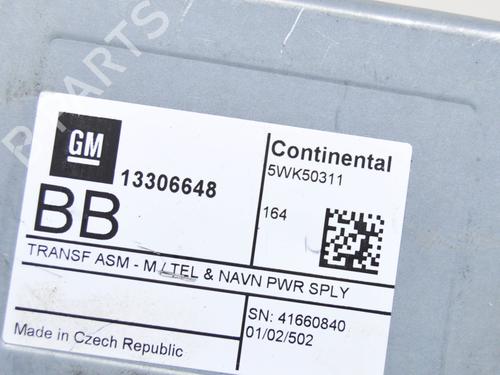 GM
13306648
BB
Continental
5WK50311
164
TRANSF ASM - M/LTEL & NAVN PWR SPLY
SN: 41660840
01/02/502
Made in Czech Republic